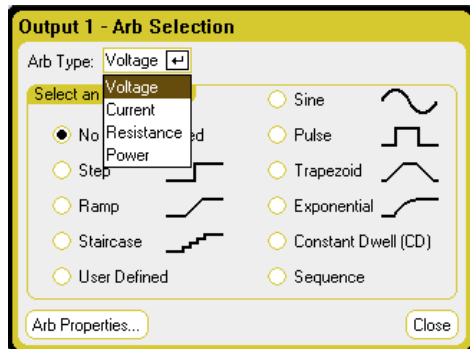 Output 1 - Arb Selection
Arb Type: Voltage
Voltage
Current
Resistance
Power
Select an
No
Step
Ramp
Staircase
User Defined
Sine
Pulse
Trapezoid
Exponential
Constant Dwell (CD)
Sequence
Arb Properties...
Close